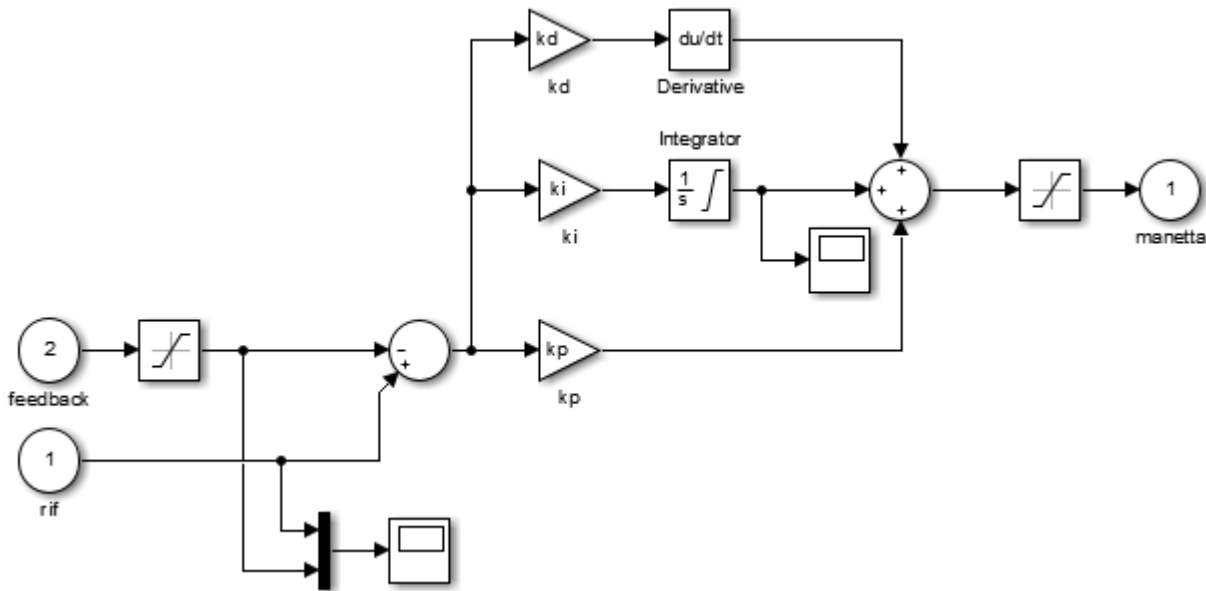 kd
du/dt
kd
Derivative
Integrator
ki
1
s
+
+
+
1
ki
manetta
2
-
+
kp
feedback
kp
1
rif